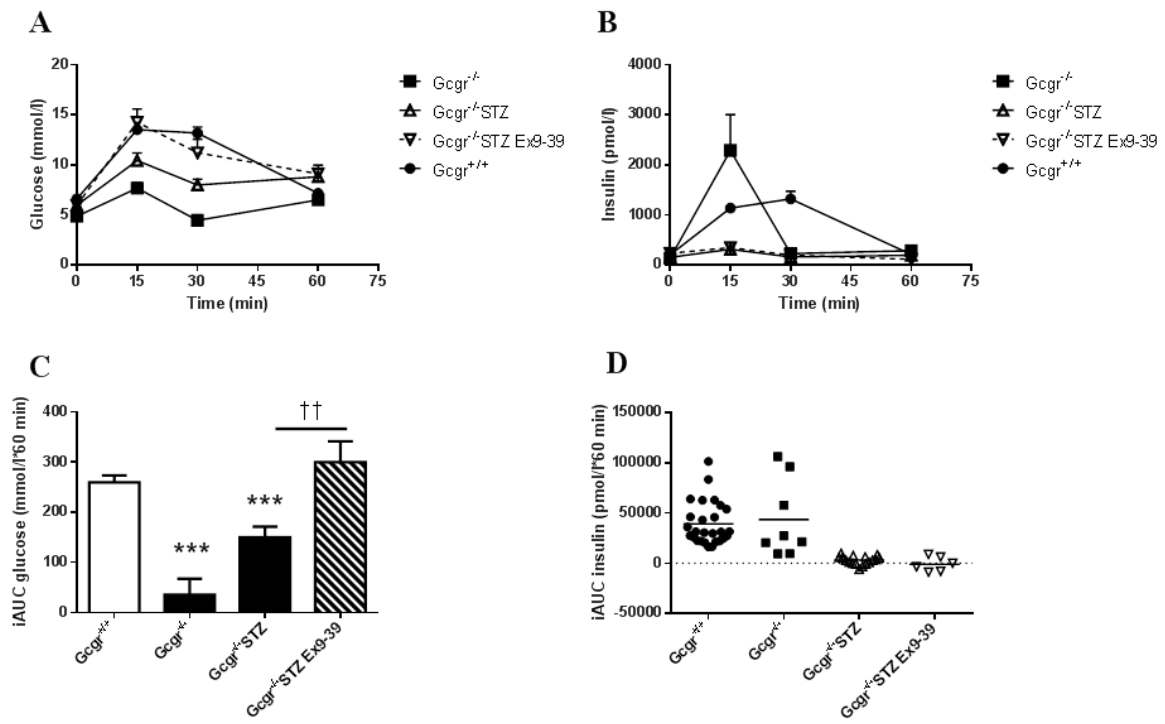 A
20
15
10
5
0
Glucose (mmol/l)
0 15 30 45 60 75
Time (min)
Gcgr-/-
Gcgr-/-STZ
Gcgr-/-STZ Ex9-39
Gcgr+/+
B
4000
3000
2000
1000
0
Insulin (pmol/l)
0 15 30 45 60 75
Time (min)
Gcgr-/-
Gcgr-/-STZ
Gcgr-/-STZ Ex9-39
Gcgr+/+
C
400
300
200
100
0
iAUC glucose (mmol/l*60 min)
***
***
††
Gcgr+/+
Gcgr-/-
Gcgr-/-STZ
Gcgr-/-STZ Ex9-39
D
150000
100000
50000
0
-50000
iAUC insulin (pmol/l*60 min)
Gcgr+/+
Gcgr-/-
Gcgr-/-STZ
Gcgr-/-STZ Ex9-39